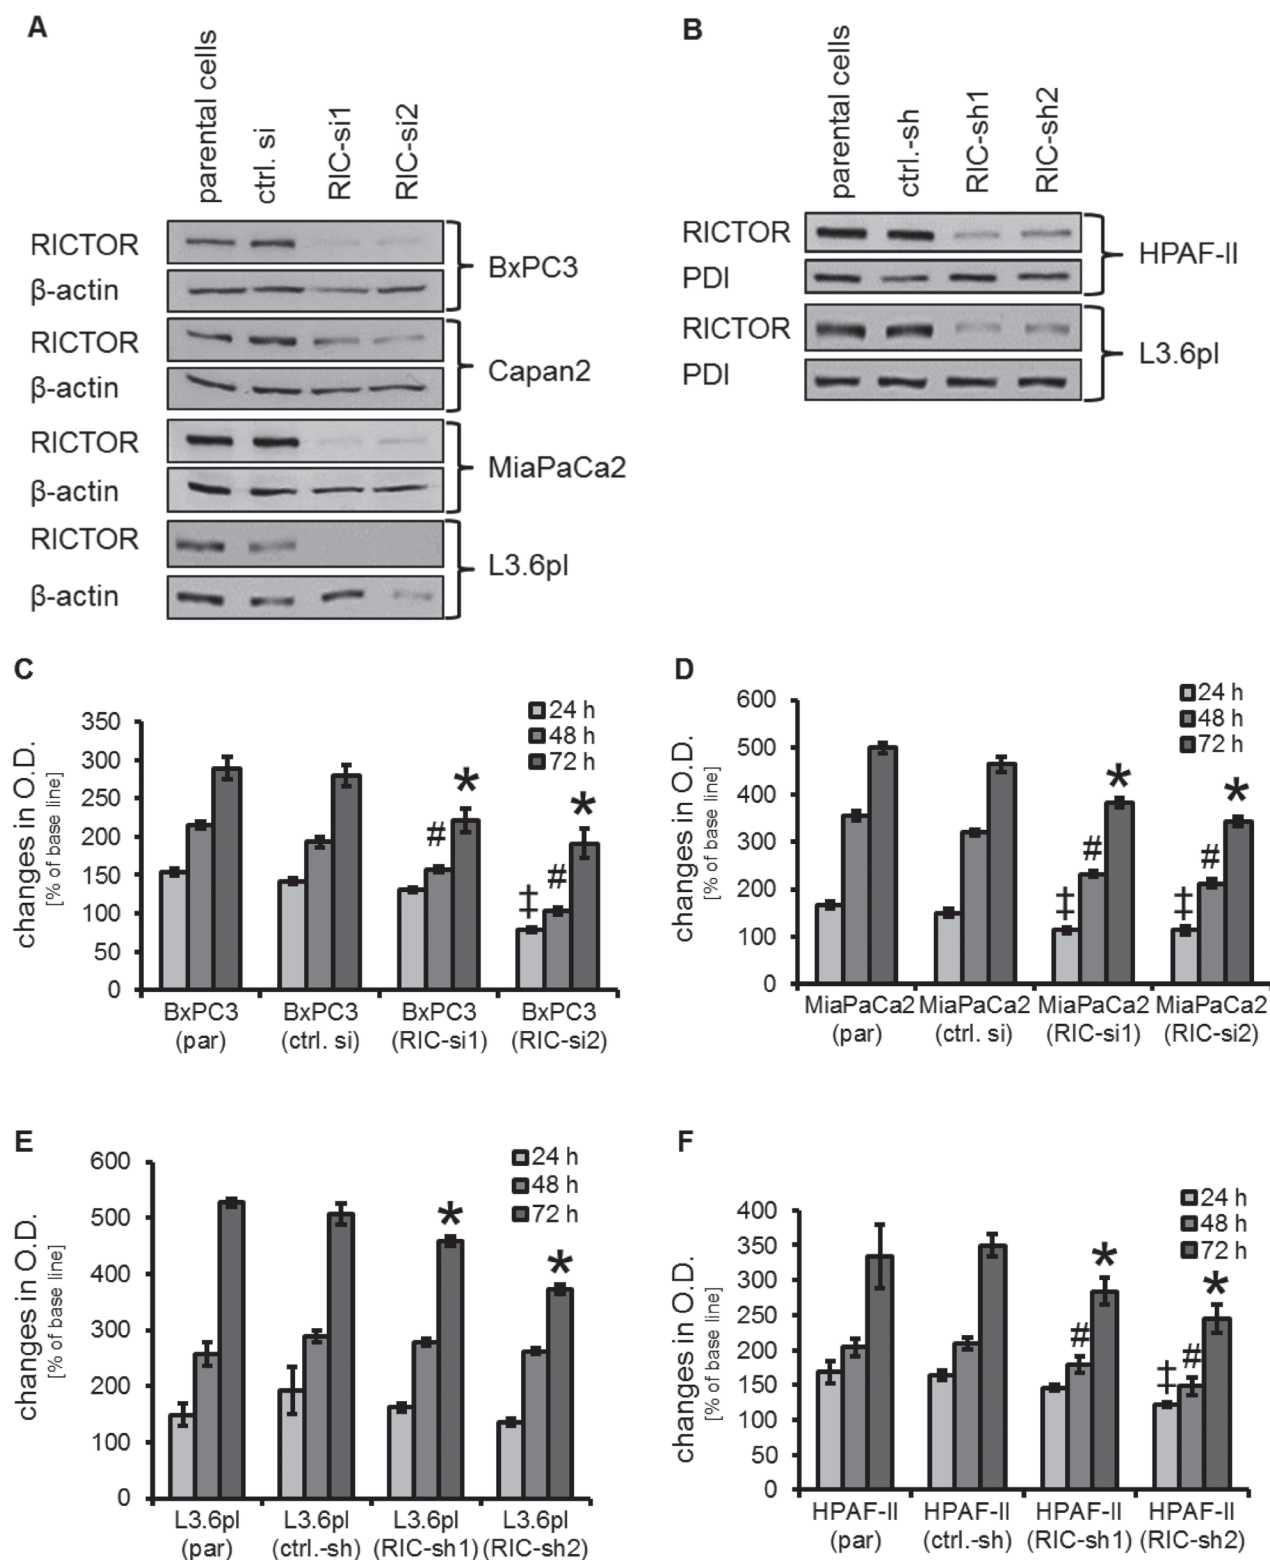 A
parental cells
ctrl. si
RIC-si1
RIC-si2
RICTOR
β-actin
BxPC3
RICTOR
β-actin
Capan2
RICTOR
β-actin
MiaPaCa2
RICTOR
β-actin
L3.6pl
B
parental cells
ctrl.-sh
RIC-sh1
RIC-sh2
RICTOR
PDI
HPAF-II
RICTOR
PDI
L3.6pl
C
changes in O.D.
[% of base line]
350
300
250
200
150
100
50
0
24 h
48 h
72 h
#
*
‡
#
*
BxPC3 BxPC3 BxPC3 BxPC3
(par) (ctrl. si) (RIC-si1) (RIC-si2)
D
changes in O.D.
[% of base line]
600
500
400
300
200
100
0
24 h
48 h
72 h
‡
#
*
‡
#
*
MiaPaCa2 MiaPaCa2 MiaPaCa2 MiaPaCa2
(par) (ctrl. si) (RIC-si1) (RIC-si2)
E
changes in O.D.
[% of base line]
600
500
400
300
200
100
0
24 h
48 h
72 h
*
*
L3.6pl L3.6pl L3.6pl L3.6pl
(par) (ctrl.-sh) (RIC-sh1) (RIC-sh2)
F
changes in O.D.
[% of base line]
400
350
300
250
200
150
100
50
0
24 h
48 h
72 h
#
*
‡
#
*
HPAF-II HPAF-II HPAF-II HPAF-II
(par) (ctrl.-sh) (RIC-sh1) (RIC-sh2)